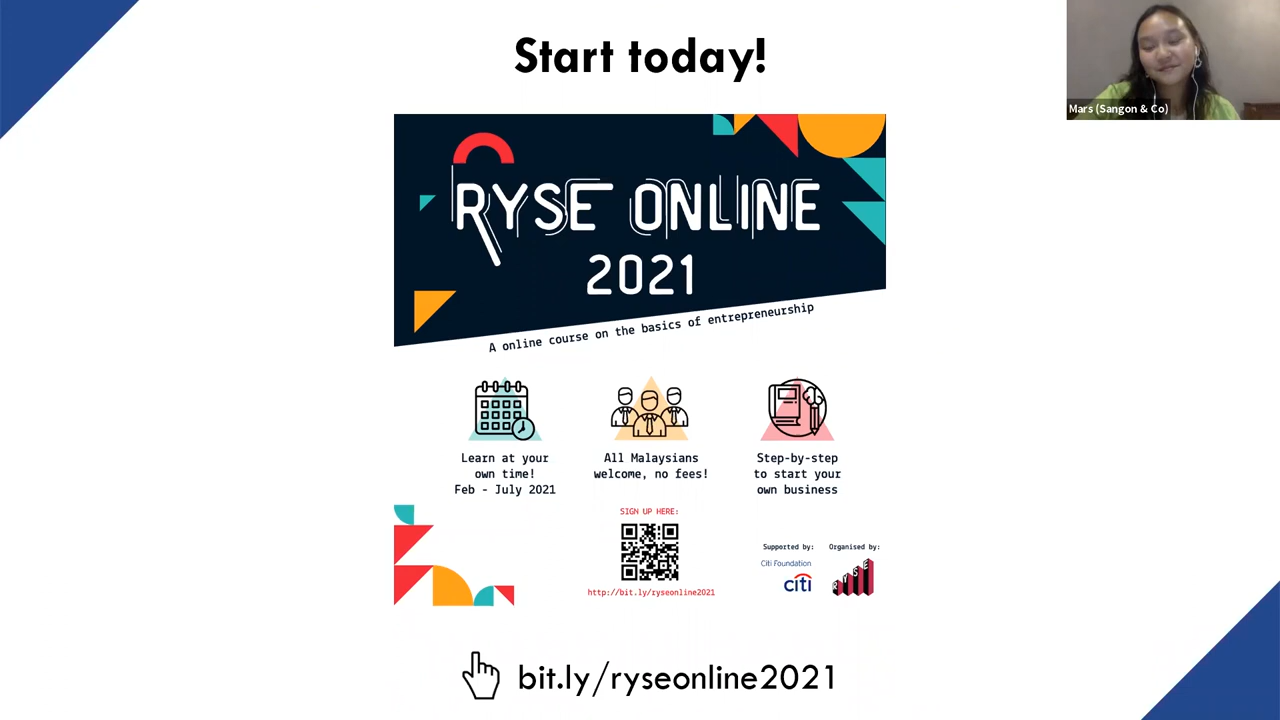 Start today!
Mars (Sangon & Co)
RYSE ONLINE
2021
A online course on the basics of entrepreneurship
Learn at your
own time!
Feb - July 2021
All Malaysians
welcome, no fees!
Step-by-step
to start your
own business
SIGN UP HERE:
http://bit.ly/ryseonline2021
Supported by:
Citi Foundation
citi
Organised by:
RYSE
bit.ly/ryseonline2021